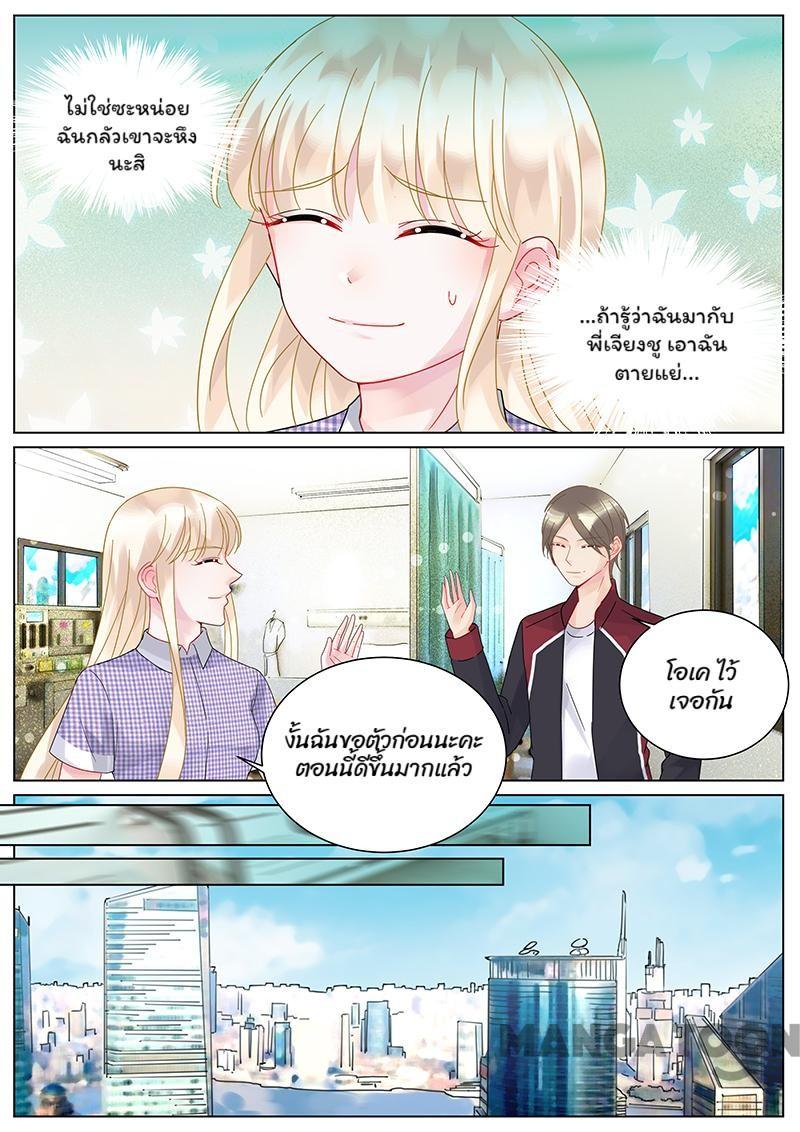 ไม่ใช่ซะหน่อย
ฉันกลัวเขาจะหึง
นะสิ
...ถ้ารู้ว่าฉันมากับ
พี่เจียงชู เอาฉัน
ตายแย่...
โอเค ไว้
เจอกัน
งั้นฉันขอตัวก่อนนะคะ
ตอนนี้ดีขึ้นมากแล้ว
MANGATOON